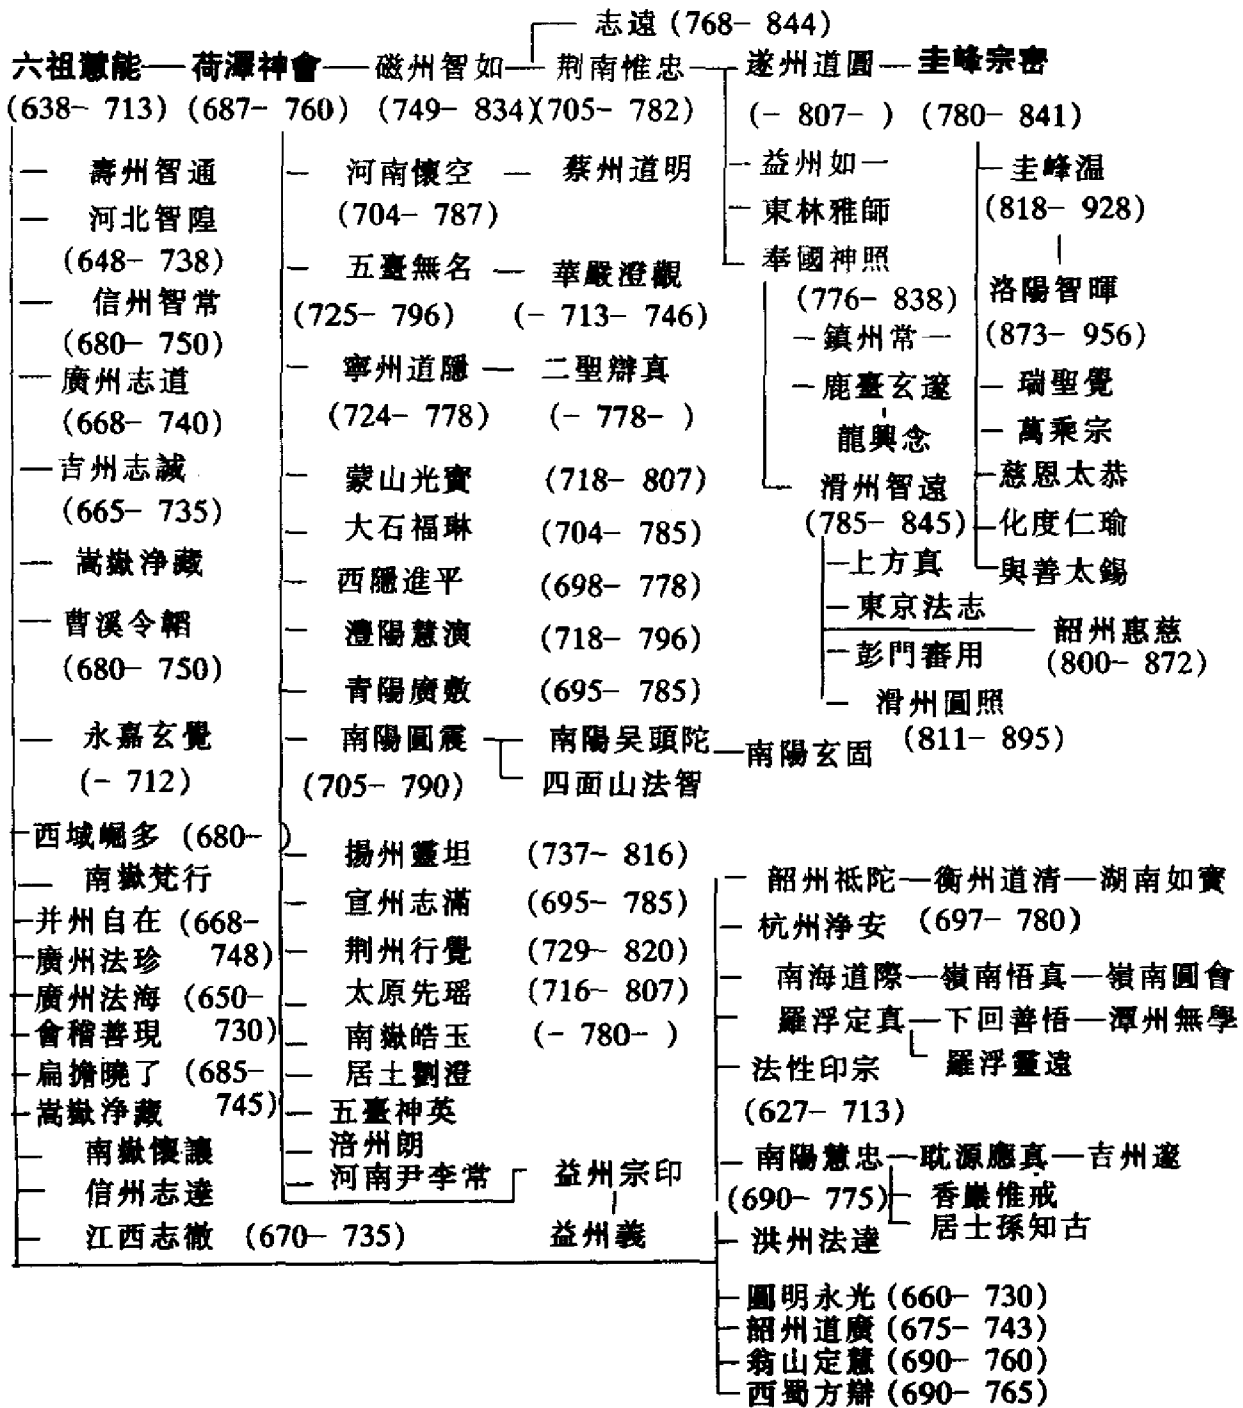 志遠 (768- 844)
六祖慧能—荷澤神會—磁州智如—荆南惟忠—遂州道圓—圭峰宗密
(638- 713) (687- 760) (749- 834)(705- 782) (- 807- ) (780- 841)
壽州智通
河北智隍
(648- 738)
信州智常
(680- 750)
廣州志道
(668- 740)
吉州志誠
(665- 735)
嵩嶽净藏
曹溪令韜
(680- 750)
永嘉玄覺
(- 712)
西域崛多 (680- )
南嶽梵行
并州自在 (668-
廣州法珍 748)
廣州法海 (650-
會稽善現 730)
扁擔曉了 (685-
嵩嶽净藏 745)
南嶽懷讓
信州志達
江西志徹 (670- 735)
河南懷空 — 蔡州道明
(704- 787)
五臺無名 — 華嚴澄觀
(725- 796) (- 713- 746)
寧州道隱 — 二聖辯真
(724- 778) (- 778- )
蒙山光寶 (718- 807)
大石福琳 (704- 785)
西隱進平 (698- 778)
澧陽慧演 (718- 796)
青陽廣敷 (695- 785)
南陽圓震 南陽吴頭陀—南陽玄固
(705- 790) 四面山法智
揚州靈坦 (737- 816)
宣州志滿 (695- 785)
荆州行覺 (729- 820)
太原先瑶 (716- 807)
南嶽皓玉 (- 780- )
居士劉澄
五臺神英
涪州朗
河南尹李常
益州宗印
益州義
益州如一
東林雅師
奉國神照
(776- 838)
鎮州常一
鹿臺玄邃
龍興念
滑州智遠
(785- 845)
上方真
東京法志
韶州惠慈
(800- 872)
彭門審用
滑州圓照
(811- 895)
圭峰温
(818- 928)
洛陽智暉
(873- 956)
瑞聖覺
萬乘宗
慈恩太恭
化度仁瑜
與善太錫
韶州祇陀—衡州道清—湖南如寶
杭州净安 (697- 780)
南海道際—嶺南悟真—嶺南圓會
羅浮定真—下回善悟—潭州無學
羅浮靈遠
法性印宗
(627- 713)
南陽慧忠—耽源應真—吉州邃
(690- 775) 香嚴惟戒
居士孫知古
洪州法達
圓明永光 (660- 730)
韶州道廣 (675- 743)
翁山定慧 (690- 760)
西蜀方辯 (690- 765)